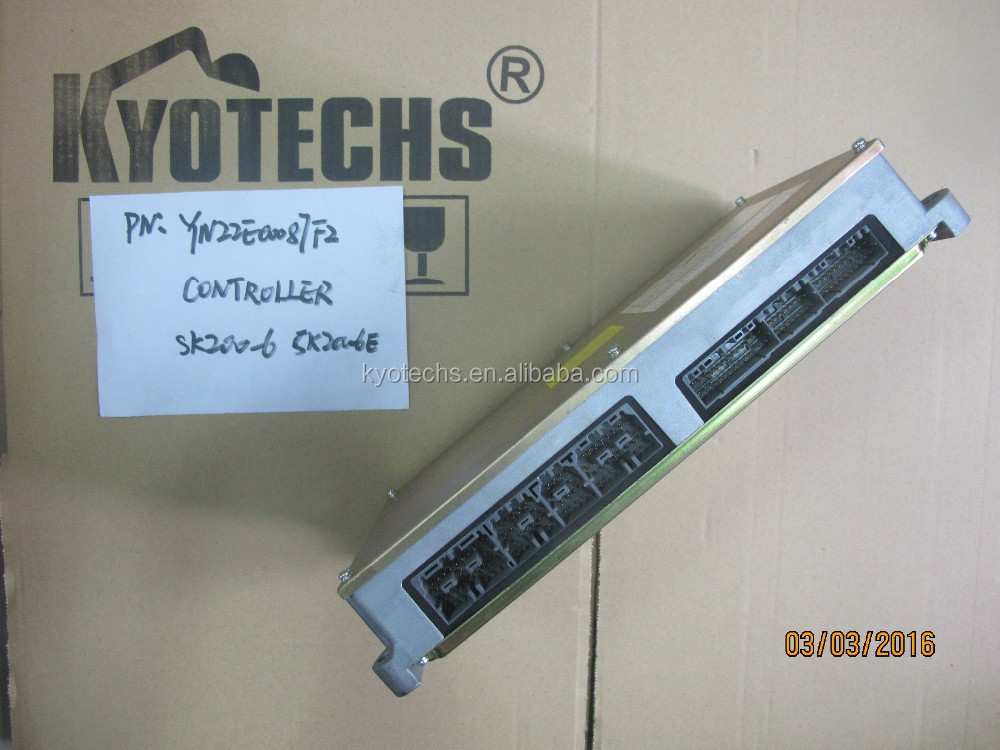 KYOTECHS®
PN: YN22E00087F2
CONTROLLER
SK200-6 SK200-6E
kyotechs.en.alibaba.com
03/03/2016